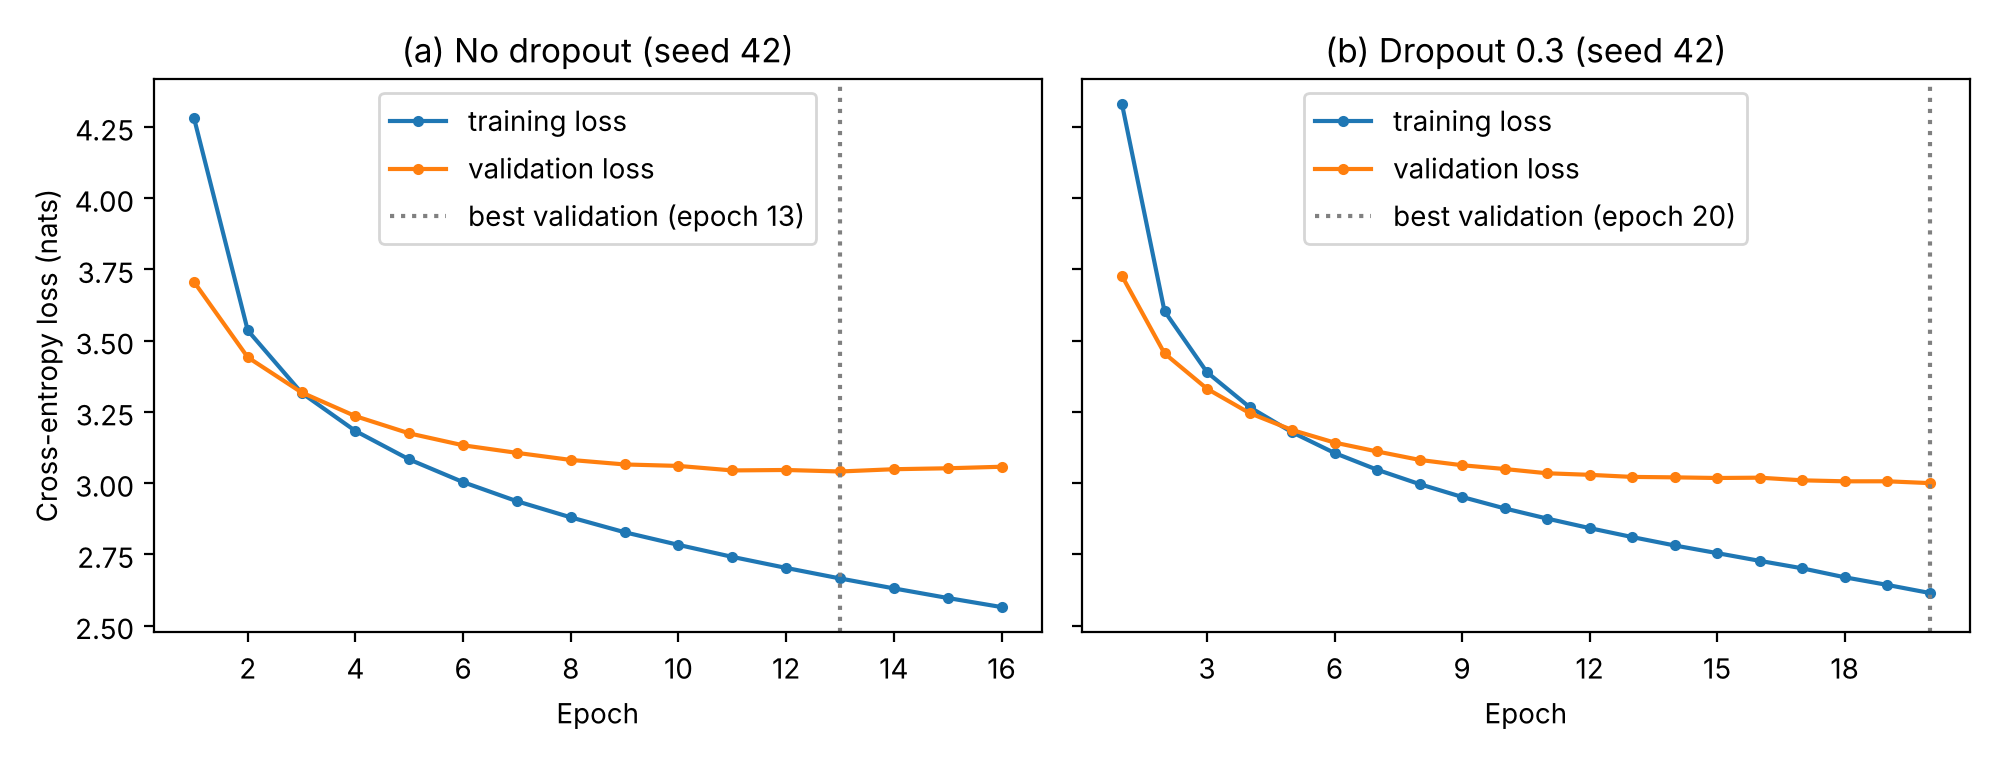 (a) No dropout (seed 42)
training loss
validation loss
best validation (epoch 13)
Cross-entropy loss (nats)
4.25
4.00
3.75
3.50
3.25
3.00
2.75
2.50
2 4 6 8 10 12 14 16
Epoch
(b) Dropout 0.3 (seed 42)
training loss
validation loss
best validation (epoch 20)
3 6 9 12 15 18
Epoch